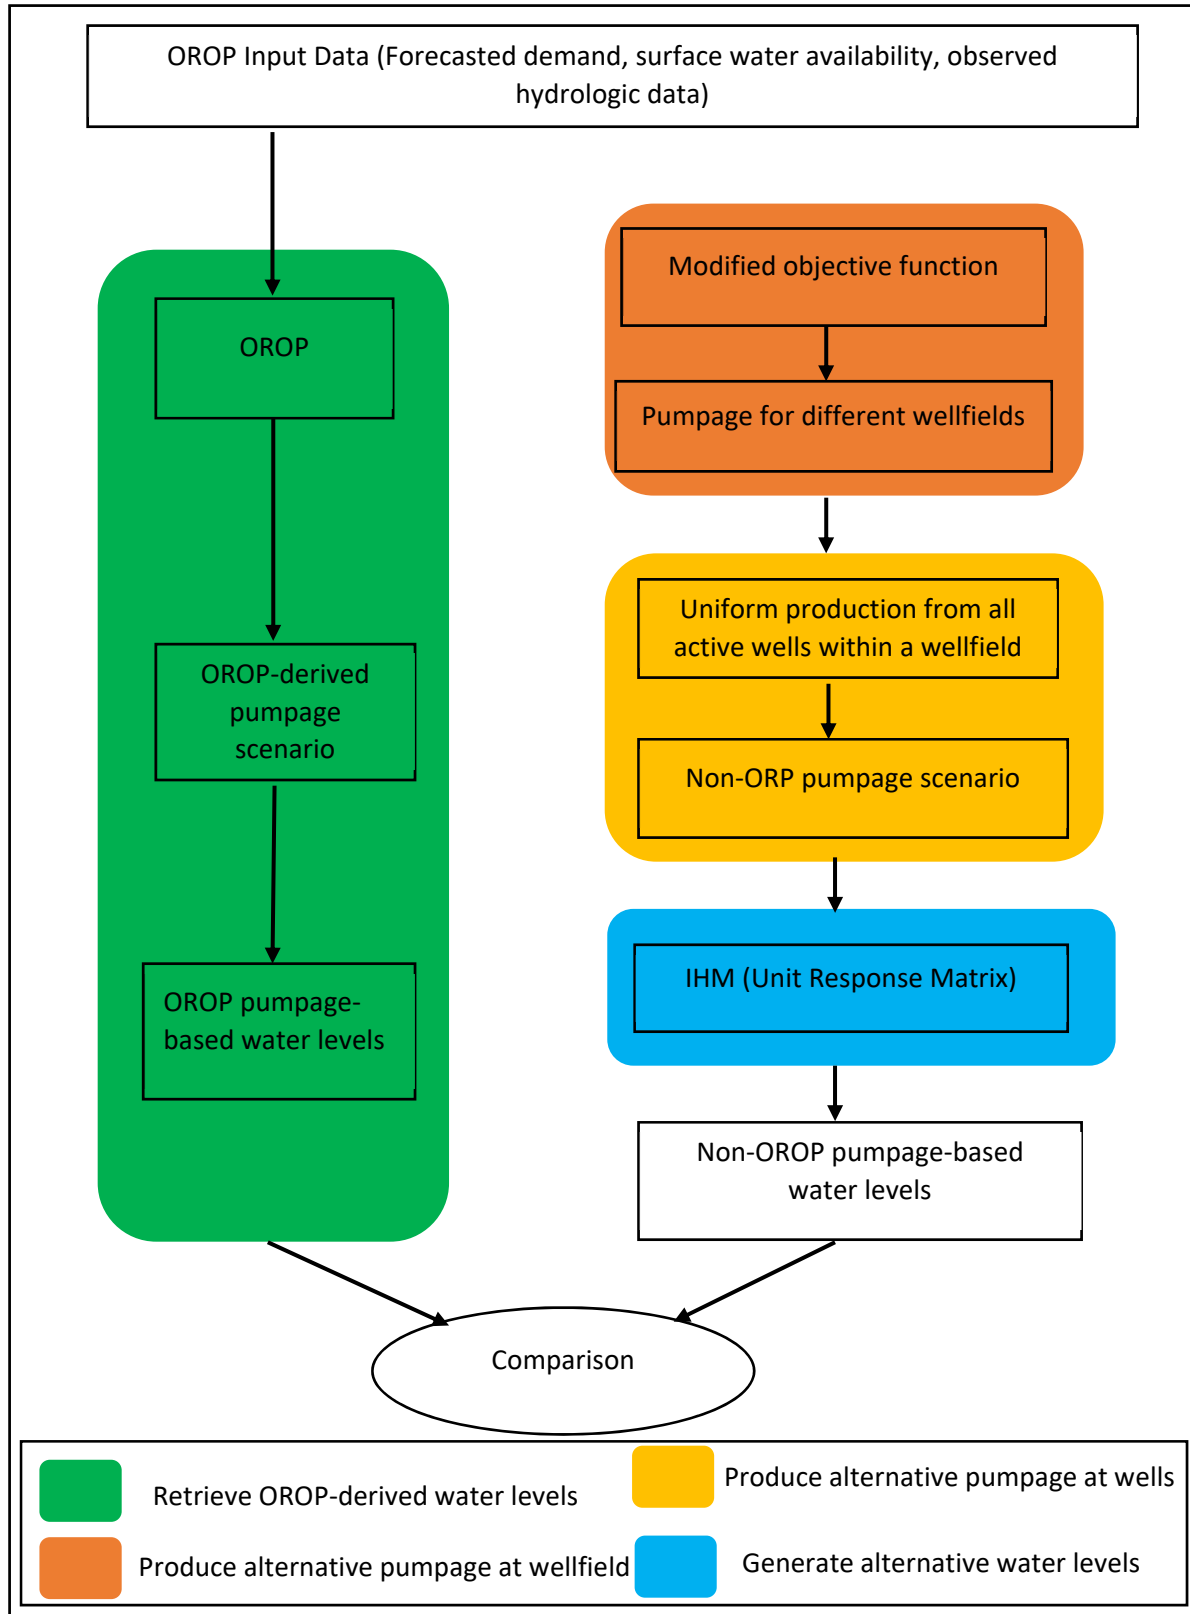 OROP Input Data (Forecasted demand, surface water availability, observed
hydrologic data)
OROP
OROP-derived
pumpage
scenario
OROP pumpage-
based water levels
Modified objective function
Pumpage for different wellfields
Uniform production from all
active wells within a wellfield
Non-ORP pumpage scenario
IHM (Unit Response Matrix)
Non-OROP pumpage-based
water levels
Comparison
Retrieve OROP-derived water levels
Produce alternative pumpage at wells
Produce alternative pumpage at wellfield
Generate alternative water levels